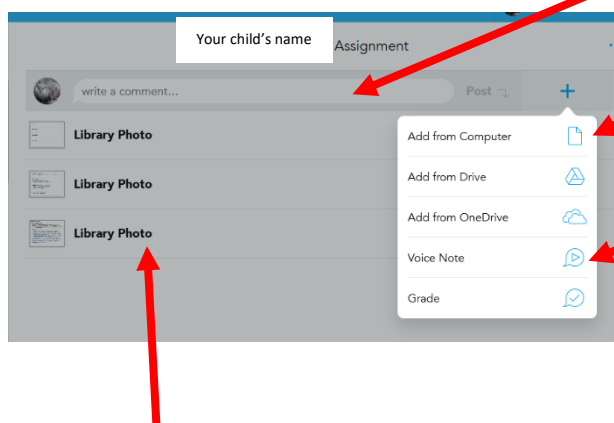 Your child's name
Assignment
write a comment...
Post
Library Photo
Library Photo
Library Photo
Add from Computer
Add from Drive
Add from OneDrive
Voice Note
Grade